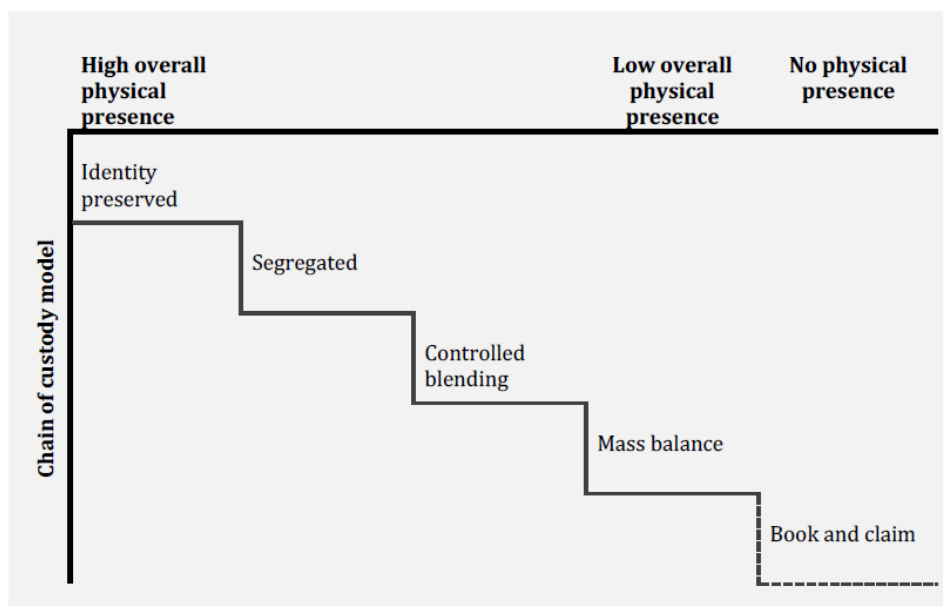 High overall
physical
presence
Low overall
physical
presence
No physical
presence
Chain of custody model
Identity
preserved
Segregated
Controlled
blending
Mass balance
Book and claim